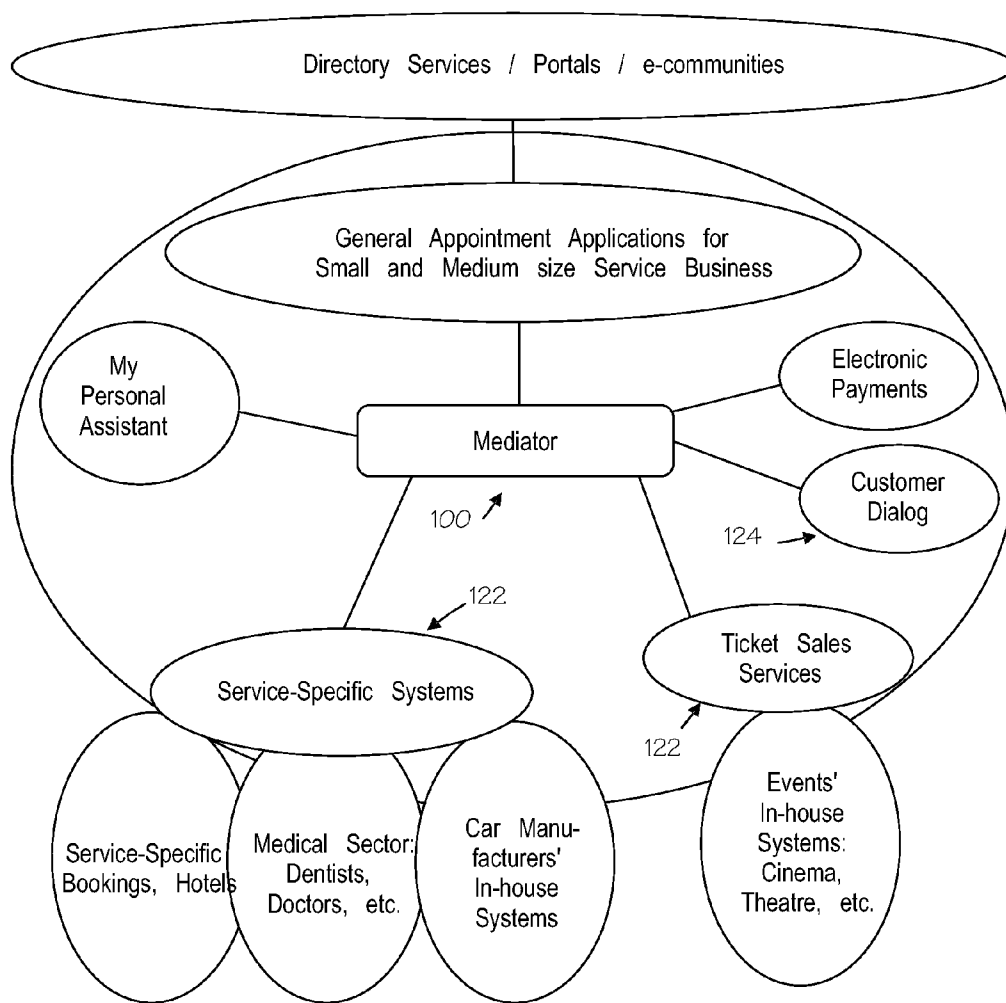 Directory Services / Portals / e-communities
General Appointment Applications for
Small and Medium size Service Business
My
Personal
Assistant
Electronic
Payments
Mediator
Customer
Dialog
100
124
122
Service-Specific Systems
Ticket Sales
Services
122
Service-Specific
Bookings, Hotels
Medical Sector:
Dentists,
Doctors, etc.
Car Manu-
facturers'
In-house
Systems
Events'
In-house
Systems:
Cinema,
Theatre, etc.